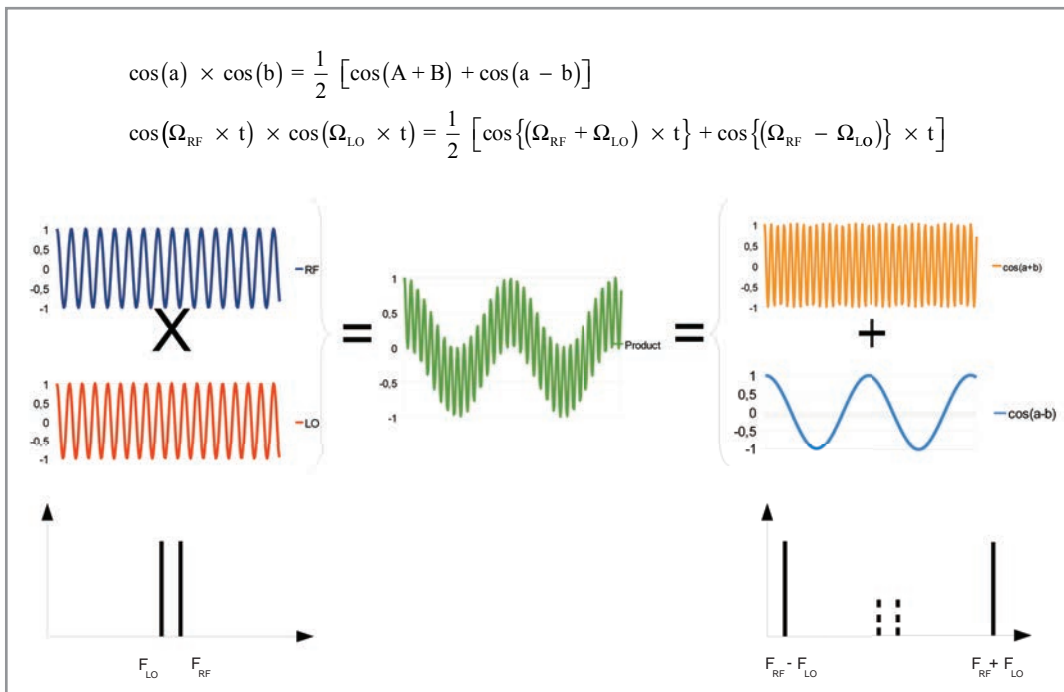 cos(a) × cos(b) = 1/2 [cos(A + B) + cos(a − b)]
cos(Ω_RF × t) × cos(Ω_LO × t) = 1/2 [cos{(Ω_RF + Ω_LO) × t} + cos{(Ω_RF − Ω_LO)} × t]
1
0,5
0
-0,5
-1
RF
X
1
0,5
0
-0,5
-1
LO
=
1
0,5
0
-0,5
-1
Product
=
1
0,5
0
-0,5
-1
cos(a+b)
+
1
0,5
0
-0,5
-1
cos(a-b)
F_LO
F_RF
F_RF - F_LO
F_RF + F_LO